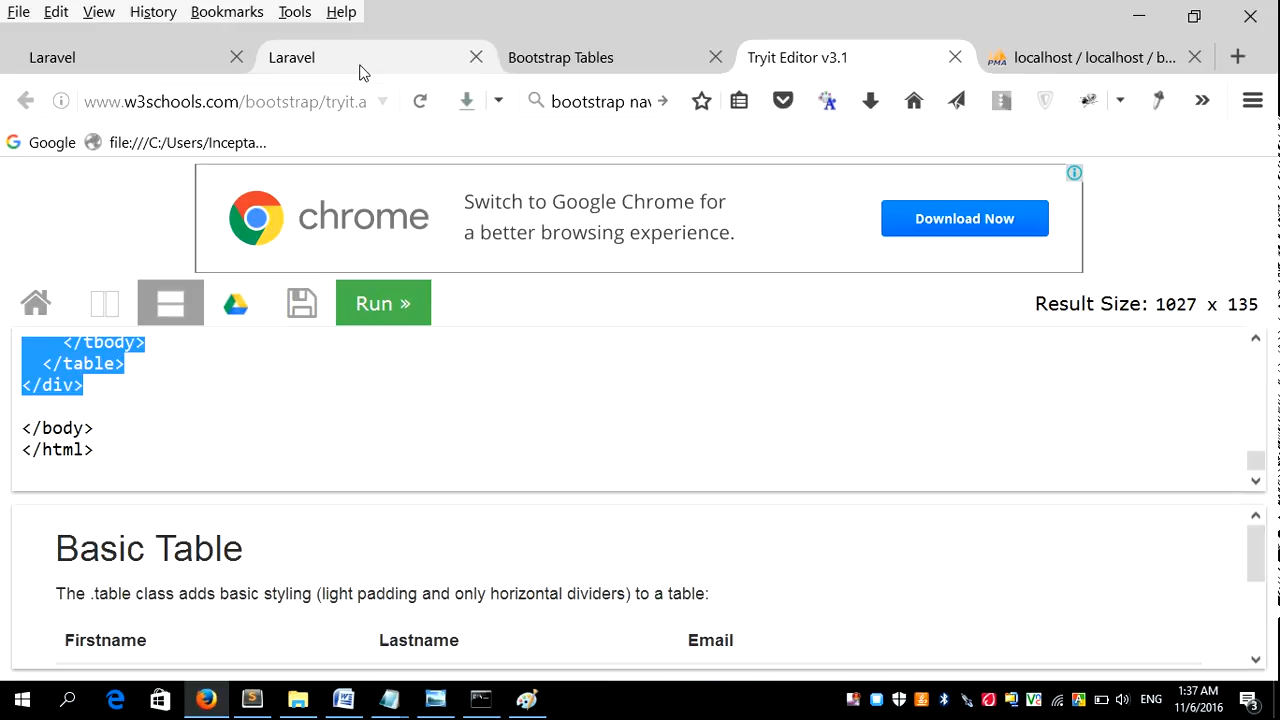 File Edit View History Bookmarks Tools Help
Laravel Laravel Bootstrap Tables Tryit Editor v3.1 localhost / localhost / b...
www.w3schools.com/bootstrap/tryit.a bootstrap nav
Google file:///C:/Users/Incepta...
chrome
Switch to Google Chrome for
a better browsing experience.
Download Now
Run »
Result Size: 1027 x 135
</tbody>
</table>
</div>
</body>
</html>
Basic Table
The .table class adds basic styling (light padding and only horizontal dividers) to a table:
Firstname Lastname Email
ENG
1:37 AM
11/6/2016
3